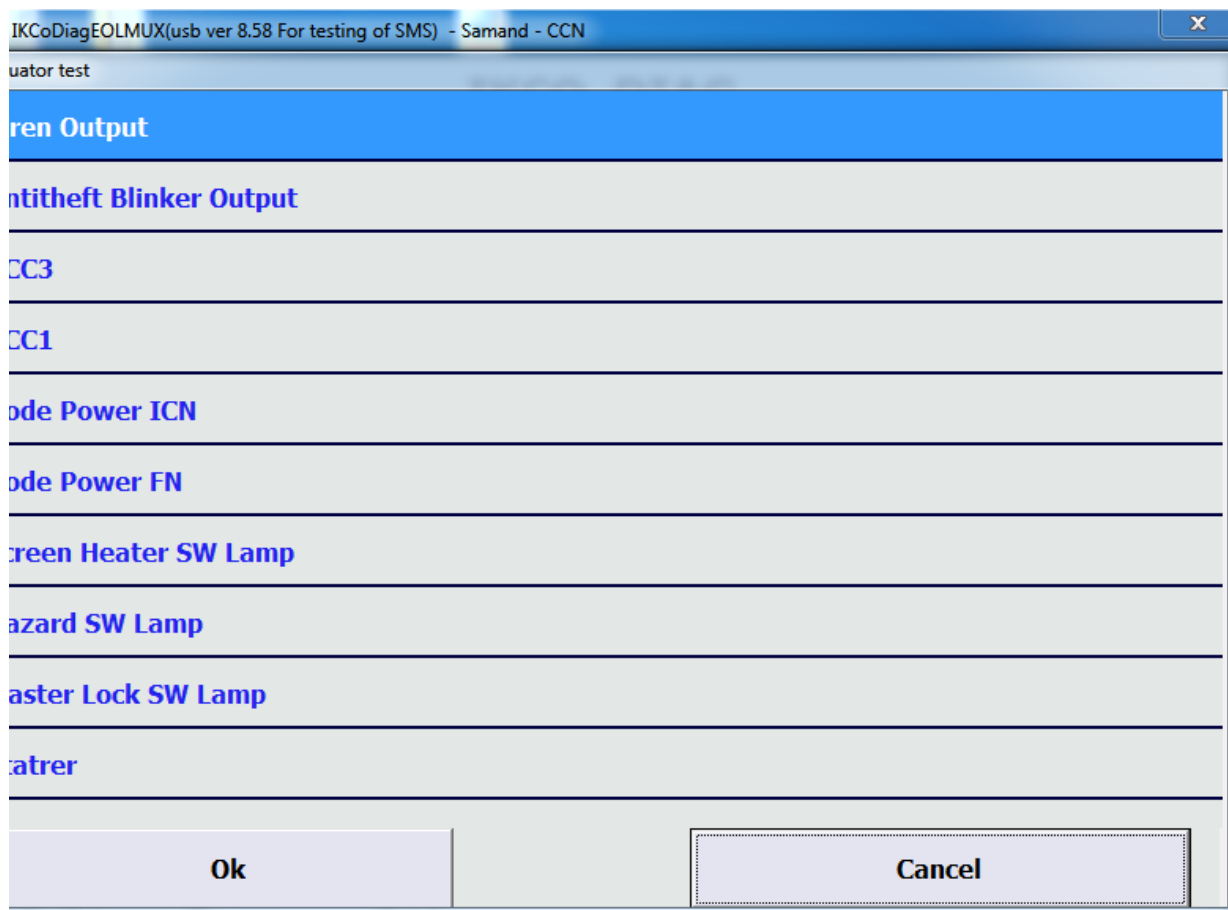 IKCoDiagEOLMUX(usb ver 8.58 For testing of SMS) - Samand - CCN
uator test
ren Output
ntitheft Blinker Output
CC3
CC1
ode Power ICN
ode Power FN
creen Heater SW Lamp
azard SW Lamp
aster Lock SW Lamp
tatrer
Ok
Cancel